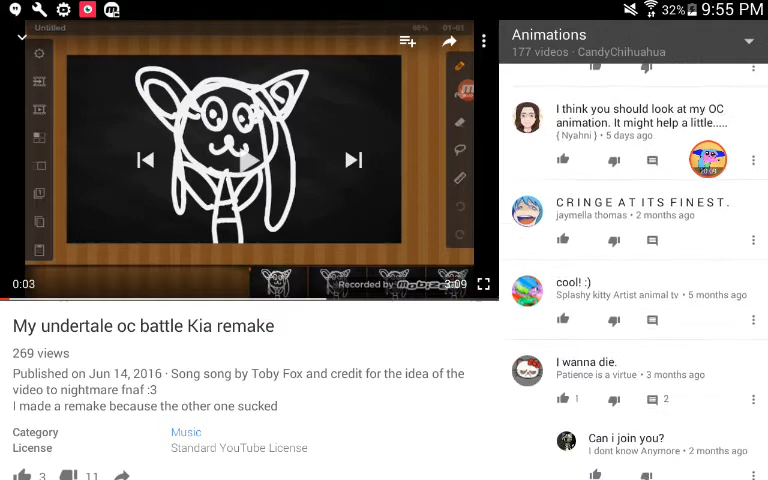 32% 9:55 PM
Untitled
68% 01-01
0:03
Recorded by
3:09
My undertale oc battle Kia remake
269 views
Published on Jun 14, 2016 · Song song by Toby Fox and credit for the idea of the
video to nightmare fnaf :3
I made a remake because the other one sucked
Category Music
License Standard YouTube License
3 11
Animations
177 videos · CandyChihuahua
I think you should look at my OC
animation. It might help a little.....
{ Nyahni } • 5 days ago
20:09
C R I N G E A T I T S F I N E S T .
jaymella thomas • 2 months ago
cool! :)
Splashy kitty Artist animal tv • 5 months ago
I wanna die.
Patience is a virtue • 3 months ago
1 2
Can i join you?
I dont know Anymore • 2 months ago